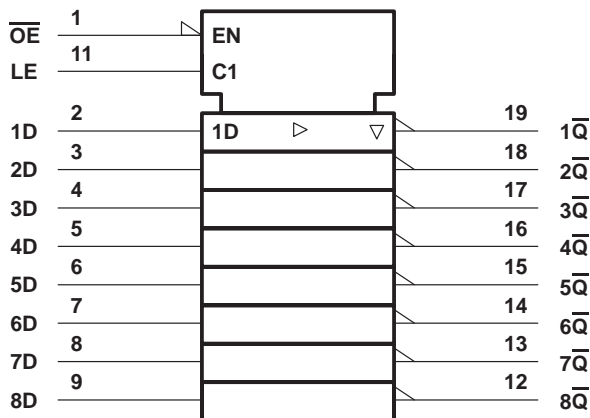 O̅E̅ 1 EN
LE 11 C1
1D 2 1D 19 1Q̅
2D 3 18 2Q̅
3D 4 17 3Q̅
4D 5 16 4Q̅
5D 6 15 5Q̅
6D 7 14 6Q̅
7D 8 13 7Q̅
8D 9 12 8Q̅